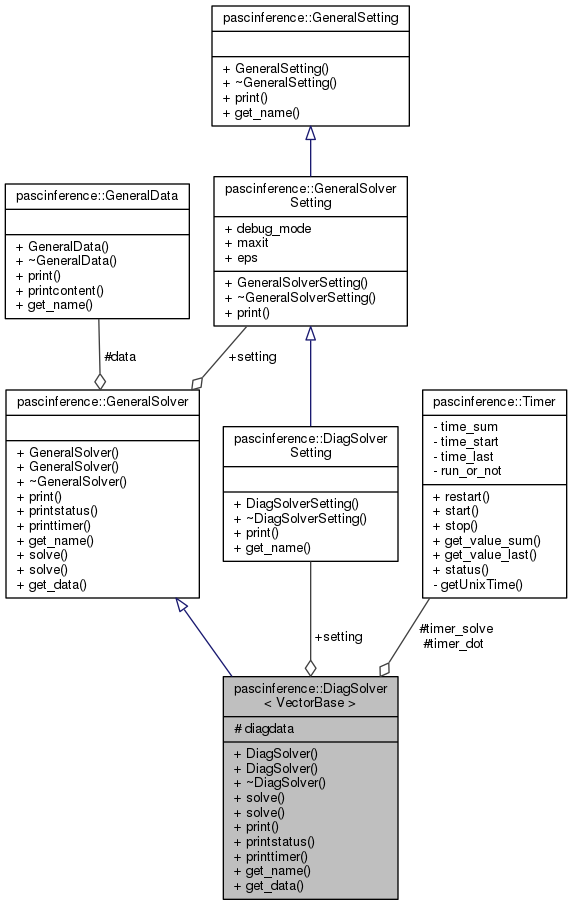 pascinference::GeneralSetting
+ GeneralSetting()
+ ~GeneralSetting()
+ print()
+ get_name()
pascinference::GeneralData
+ GeneralData()
+ ~GeneralData()
+ print()
+ printcontent()
+ get_name()
pascinference::GeneralSolver
Setting
+ debug_mode
+ maxit
+ eps
+ GeneralSolverSetting()
+ ~GeneralSolverSetting()
+ print()
#data
+setting
pascinference::GeneralSolver
+ GeneralSolver()
+ GeneralSolver()
+ ~GeneralSolver()
+ print()
+ printstatus()
+ printtimer()
+ get_name()
+ solve()
+ solve()
+ get_data()
pascinference::DiagSolver
Setting
+ DiagSolverSetting()
+ ~DiagSolverSetting()
+ print()
+ get_name()
pascinference::Timer
- time_sum
- time_start
- time_last
- run_or_not
+ restart()
+ start()
+ stop()
+ get_value_sum()
+ get_value_last()
+ status()
- getUnixTime()
+setting
#timer_solve
#timer_dot
pascinference::DiagSolver
< VectorBase >
# diagdata
+ DiagSolver()
+ DiagSolver()
+ ~DiagSolver()
+ solve()
+ solve()
+ print()
+ printstatus()
+ printtimer()
+ get_name()
+ get_data()